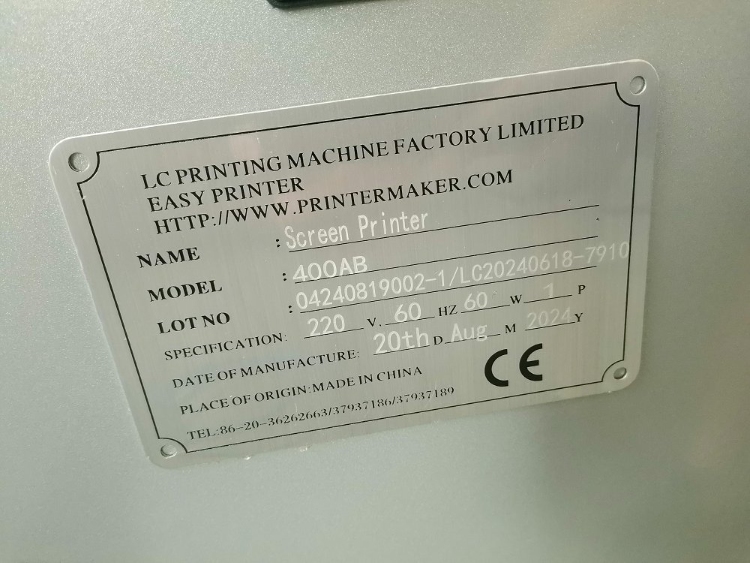 LC PRINTING MACHINE FACTORY LIMITED
EASY PRINTER
HTTP://WWW.PRINTERMAKER.COM
NAME :Screen Printer
MODEL :400AB
LOT NO :04240819002-1/LC20240618-7910
SPECIFICATION: 220 V, 60 HZ 60 W 1 P
DATE OF MANUFACTURE: 20th D Aug M 2024 Y
PLACE OF ORIGIN:MADE IN CHINA
CE
TEL:86-20-36262663/37937186/37937189